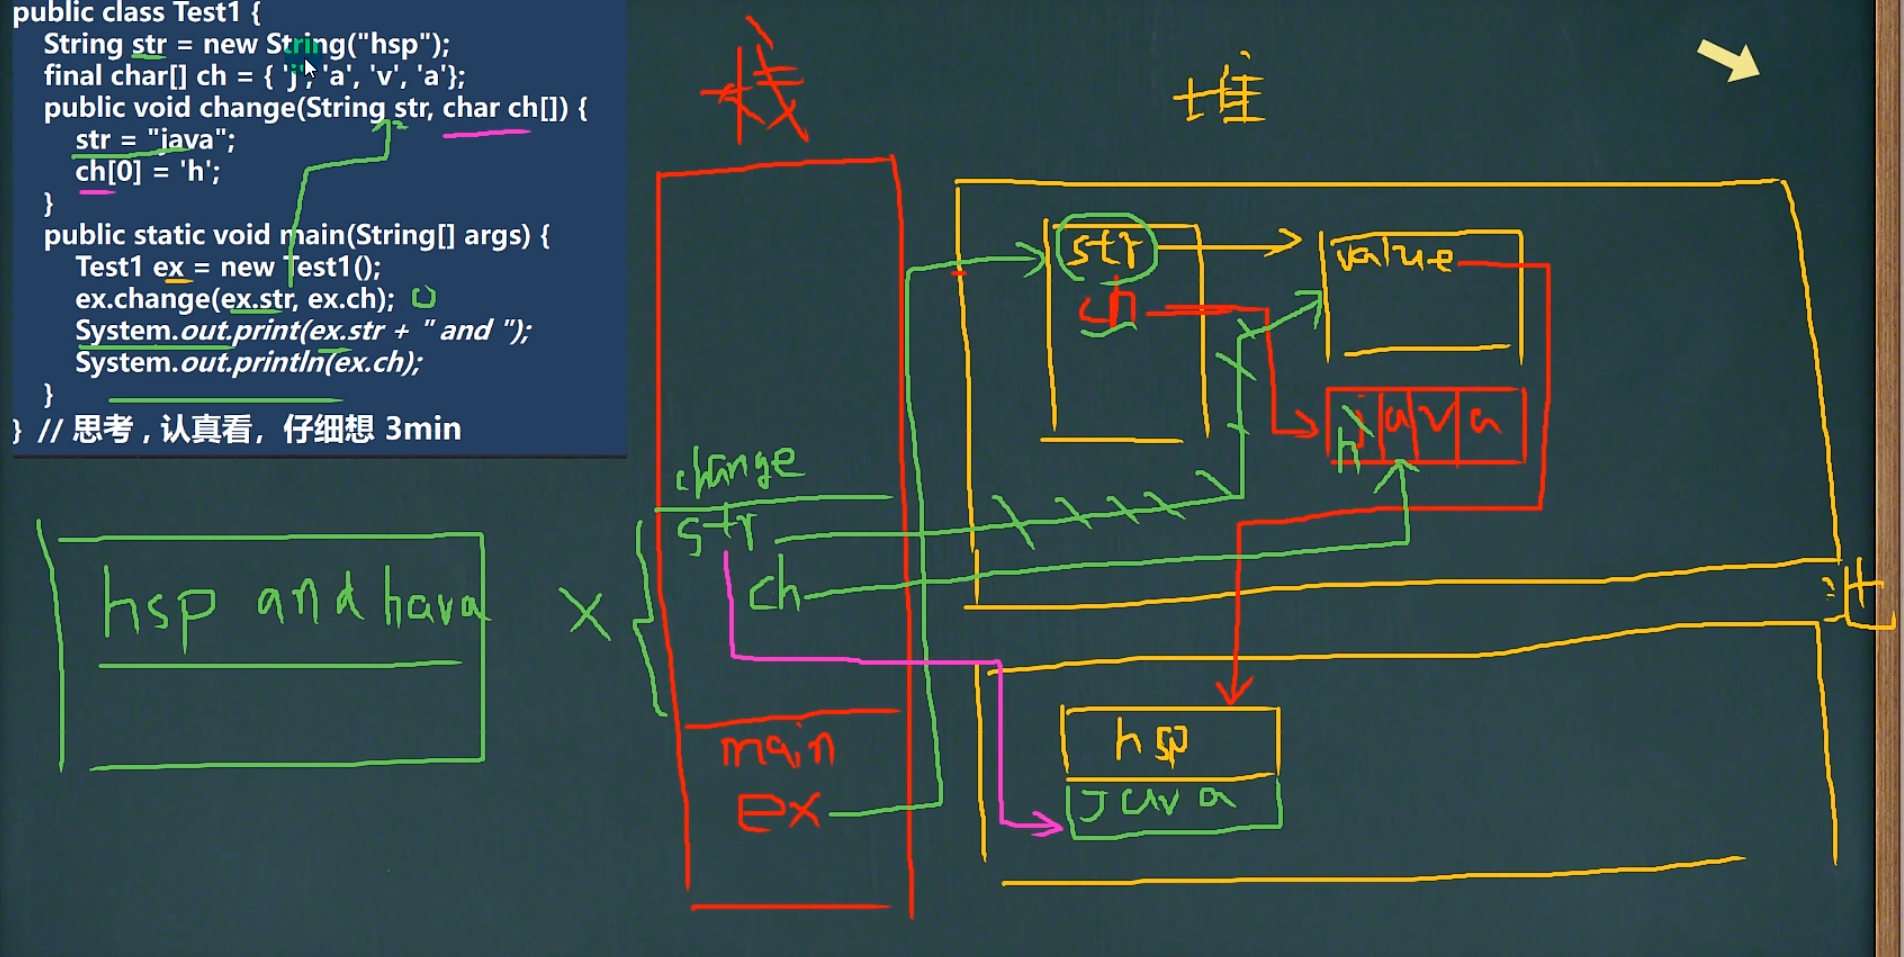 public class Test1 {
String str = new String("hsp");
final char[] ch = { 'j', 'a', 'v', 'a'};
public void change(String str, char ch[]) {
str = "java";
ch[0] = 'h';
}
public static void main(String[] args) {
Test1 ex = new Test1();
ex.change(ex.str, ex.ch);
System.out.print(ex.str + " and ");
System.out.println(ex.ch);
}
} // 思考 , 认真看，仔细想 3min
栈
堆
str
value
ch
j a v a
h
change
str
ch
hsp and hava
X
main
hsp
java
ex